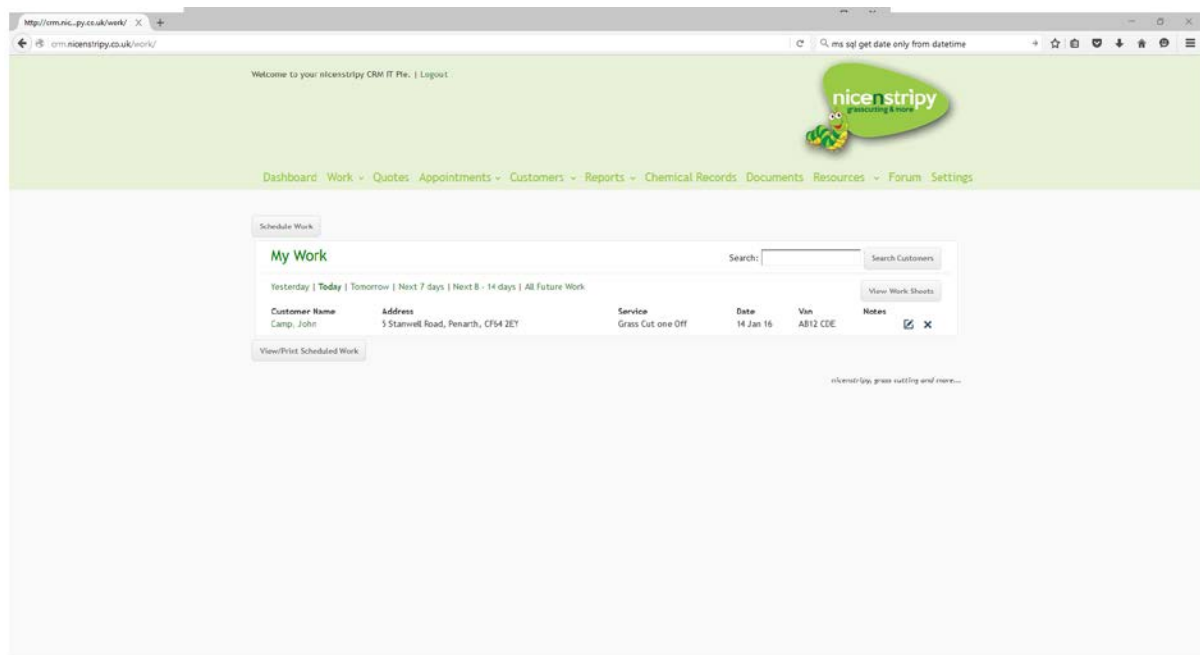 http://crm.nic...py.co.uk/work/
crm.nicenstripy.co.uk/work/
ms sql get date only from datetime
Welcome to your nicenstripy CRM IT Pie. | Logout
nicenstripy
grasscutting & more
Dashboard Work Quotes Appointments Customers Reports Chemical Records Documents Resources Forum Settings
Schedule Work
My Work Search: Search Customers
Yesterday | Today | Tomorrow | Next 7 days | Next 8 - 14 days | All Future Work View Work Sheets
Customer Name Address Service Date Van Notes
Camp, John 5 Stanwell Road, Penarth, CF64 2EY Grass Cut one Off 14 Jan 16 AB12 CDE
View/Print Scheduled Work
nicenstripy, grass cutting and more...